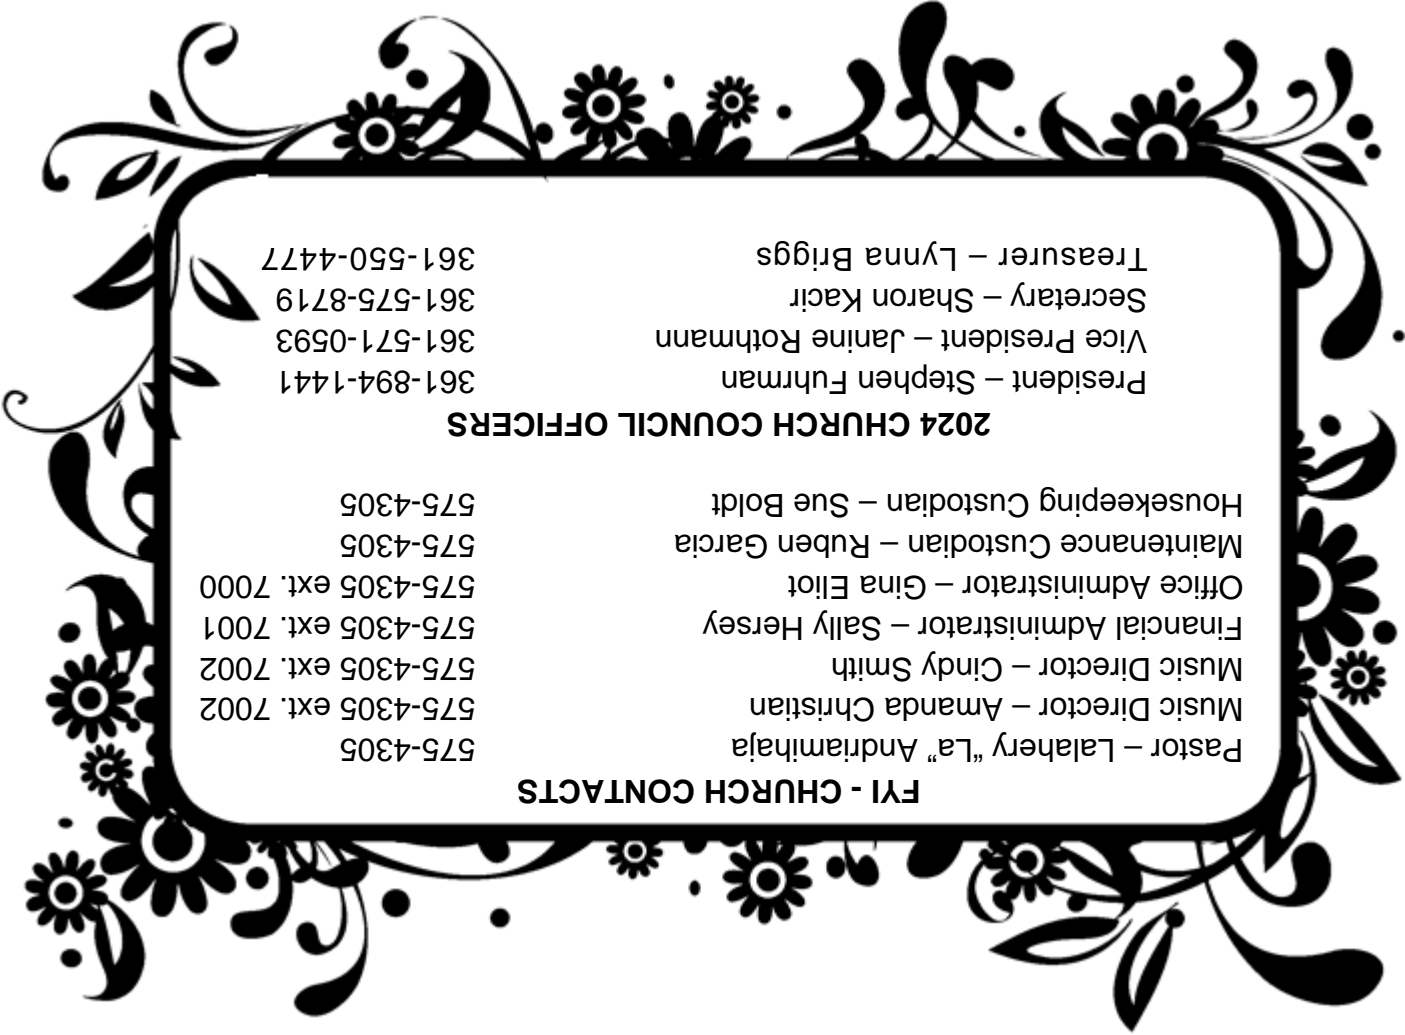 FYI - CHURCH CONTACTS
Pastor – Lalahery “La” Andriamihaja 575-4305
Music Director – Amanda Christian 575-4305 ext. 7002
Music Director – Cindy Smith 575-4305 ext. 7002
Financial Administrator – Sally Hersey 575-4305 ext. 7001
Office Administrator – Gina Eliot 575-4305 ext. 7000
Maintenance Custodian – Ruben Garcia 575-4305
Housekeeping Custodian – Sue Boldt 575-4305
2024 CHURCH COUNCIL OFFICERS
President – Stephen Fuhrman 361-894-1441
Vice President – Janine Rothmann 361-571-0593
Secretary – Sharon Kacir 361-575-8719
Treasurer – Lynna Briggs 361-550-4477